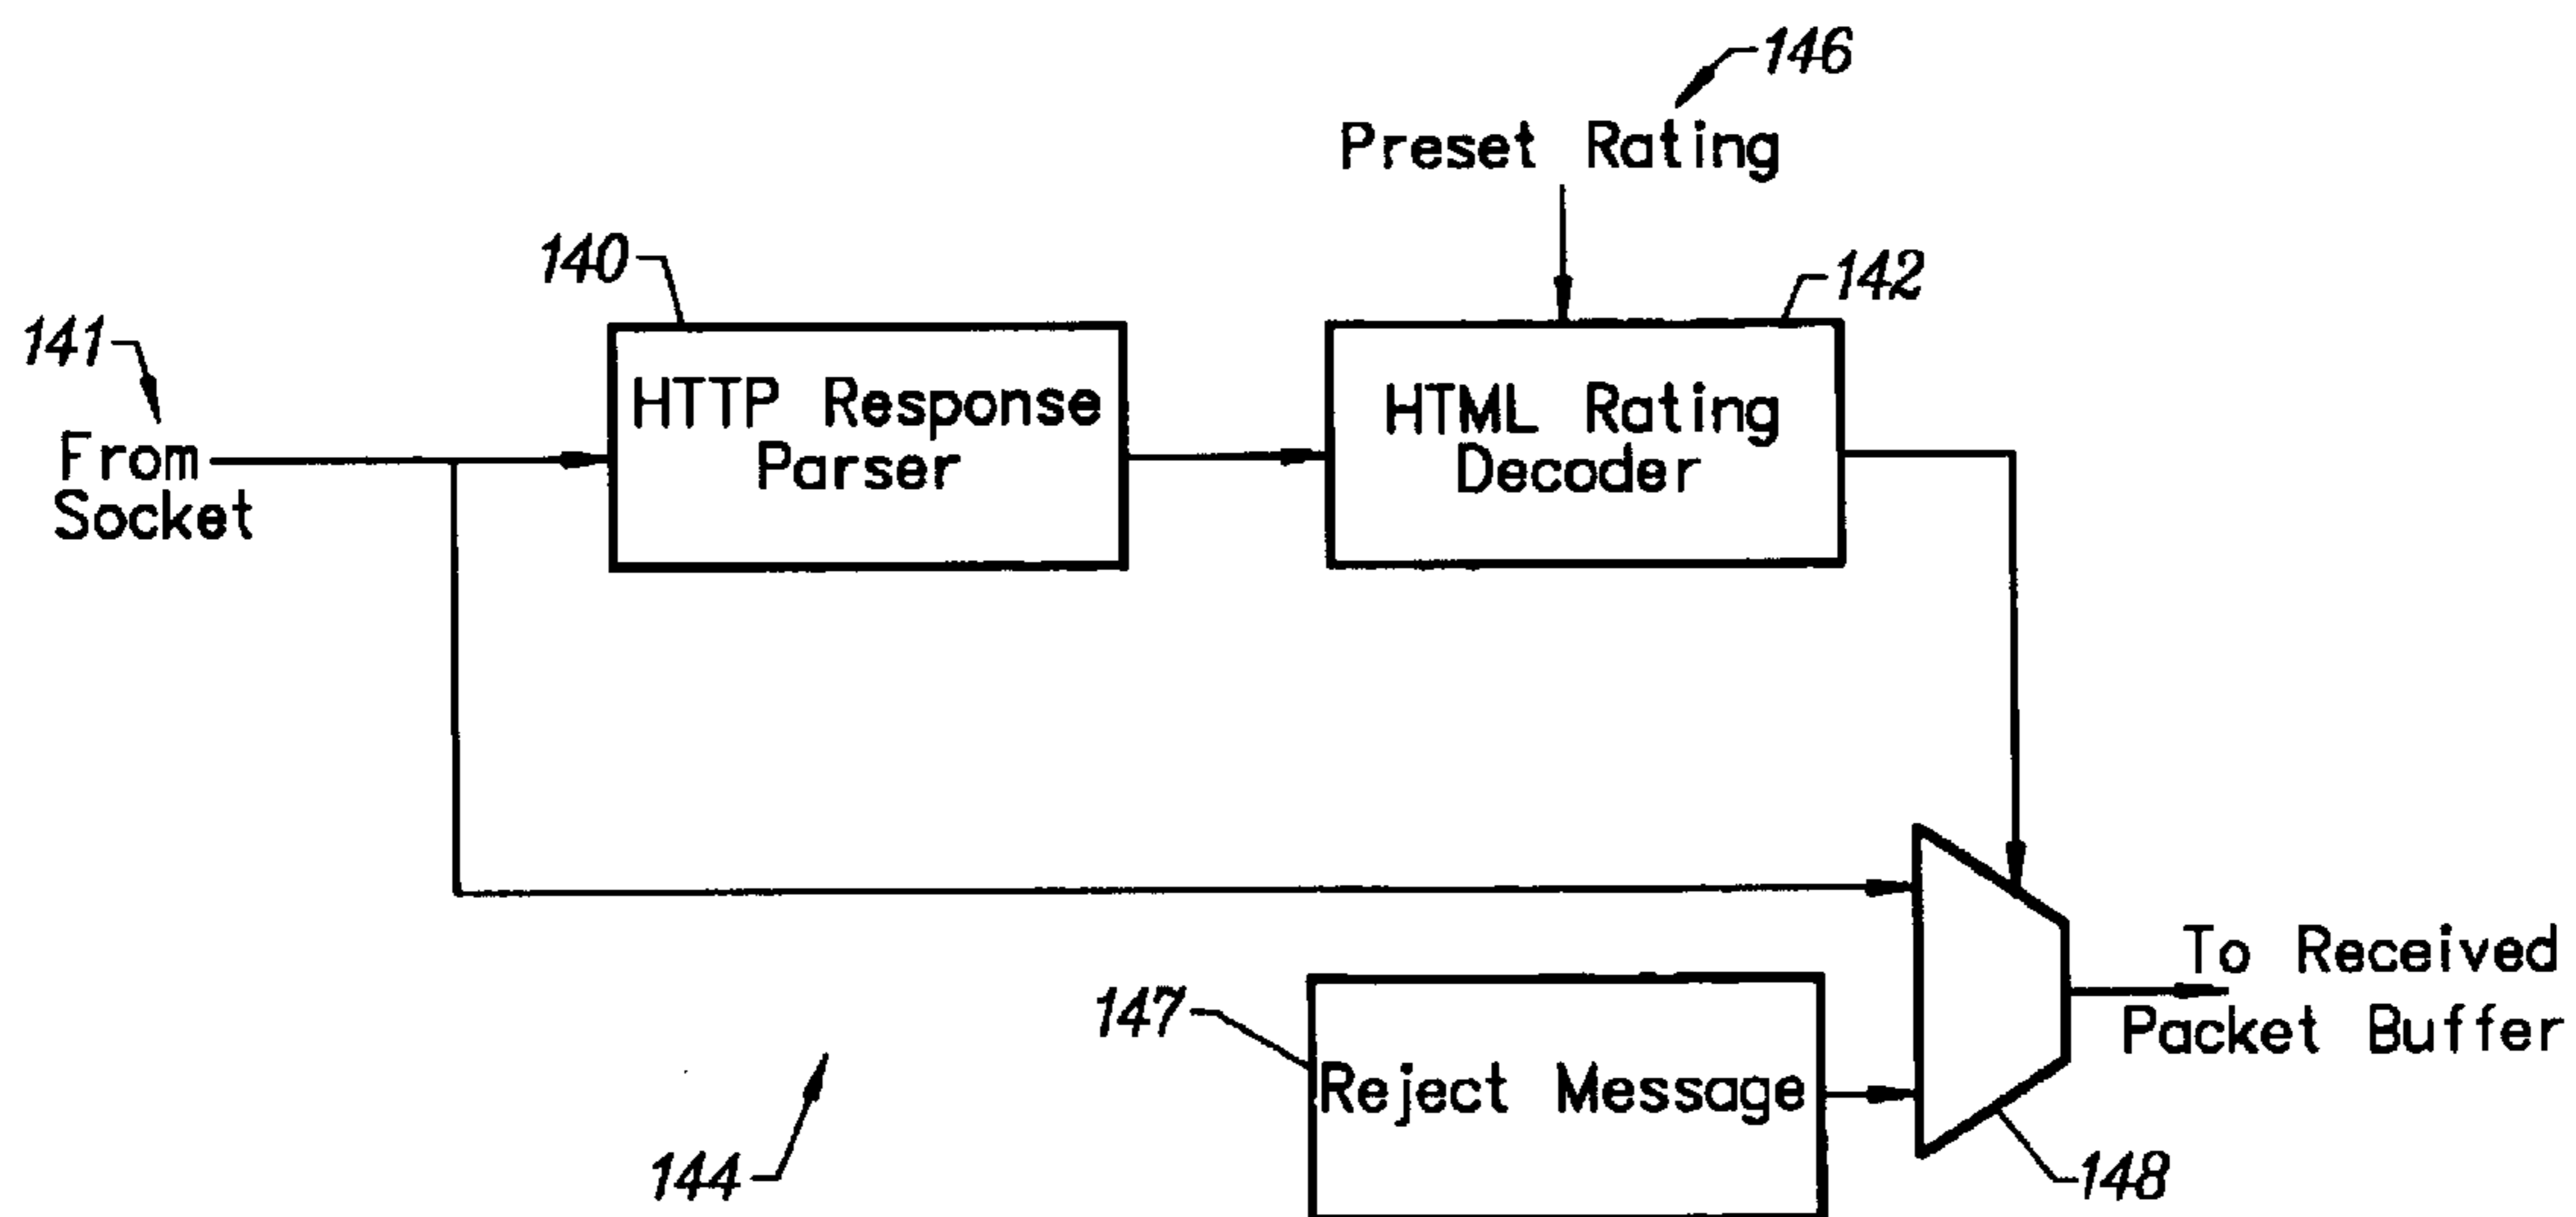 146
Preset Rating
140
142
141
HTTP Response
Parser
HTML Rating
Decoder
From
Socket
To Received
Packet Buffer
147
Reject Message
144
148